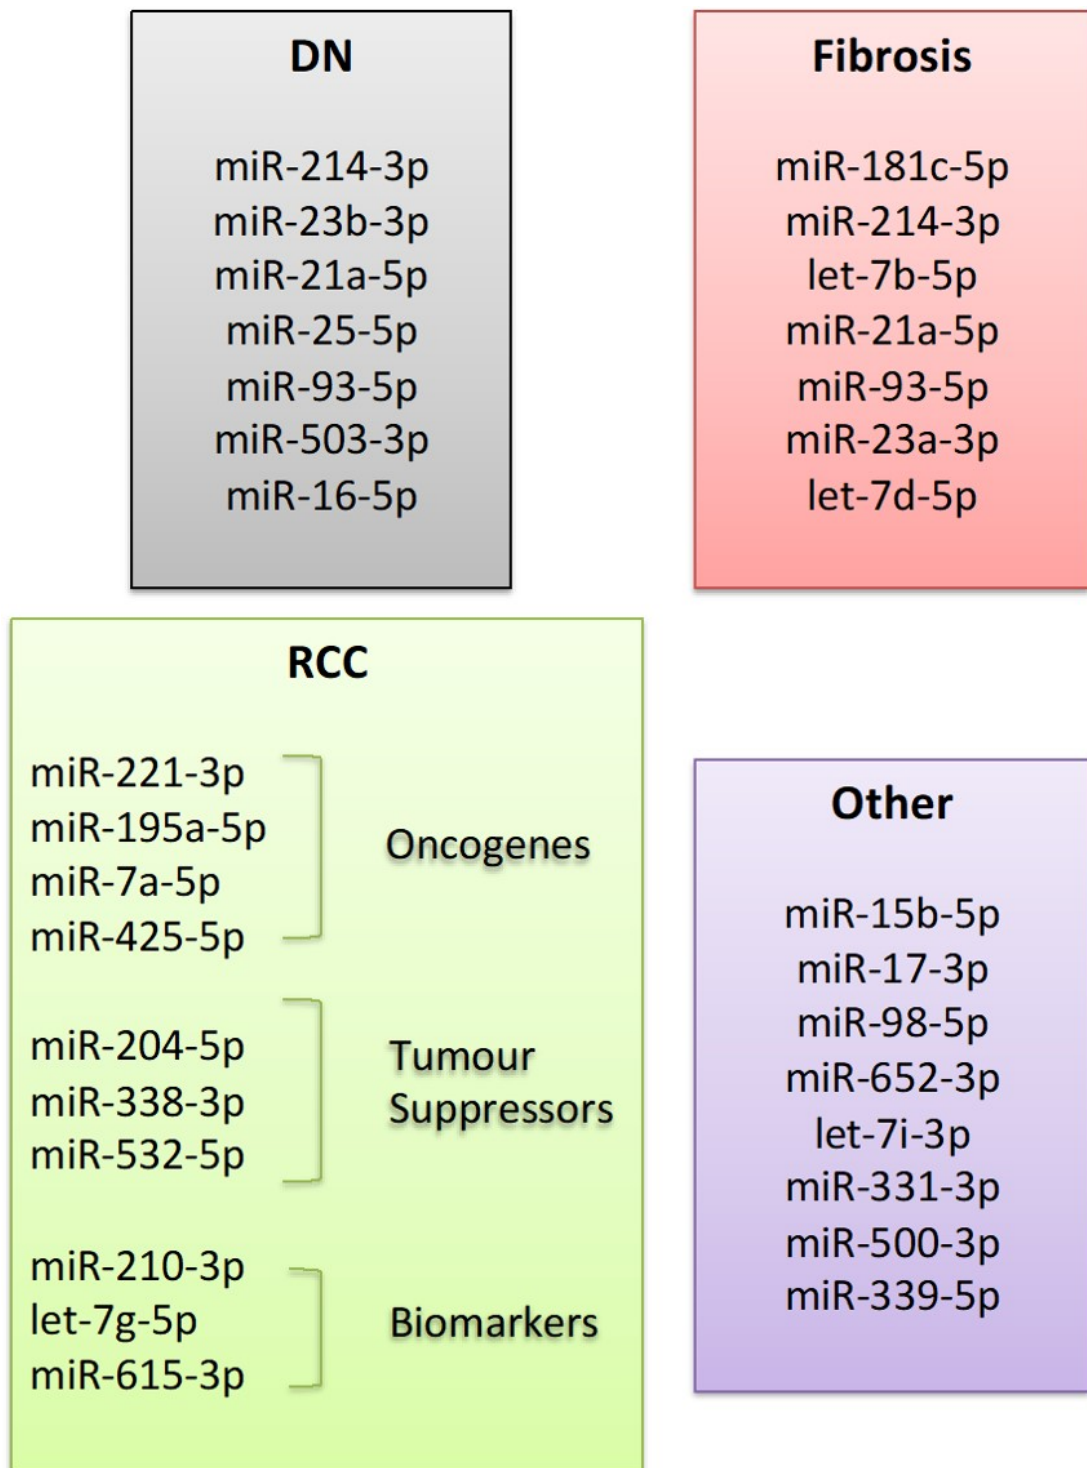 DN
miR-214-3p
miR-23b-3p
miR-21a-5p
miR-25-5p
miR-93-5p
miR-503-3p
miR-16-5p
Fibrosis
miR-181c-5p
miR-214-3p
let-7b-5p
miR-21a-5p
miR-93-5p
miR-23a-3p
let-7d-5p
RCC
miR-221-3p
miR-195a-5p
miR-7a-5p
miR-425-5p
Oncogenes
miR-204-5p
miR-338-3p
miR-532-5p
Tumour
Suppressors
miR-210-3p
let-7g-5p
miR-615-3p
Biomarkers
Other
miR-15b-5p
miR-17-3p
miR-98-5p
miR-652-3p
let-7i-3p
miR-331-3p
miR-500-3p
miR-339-5p